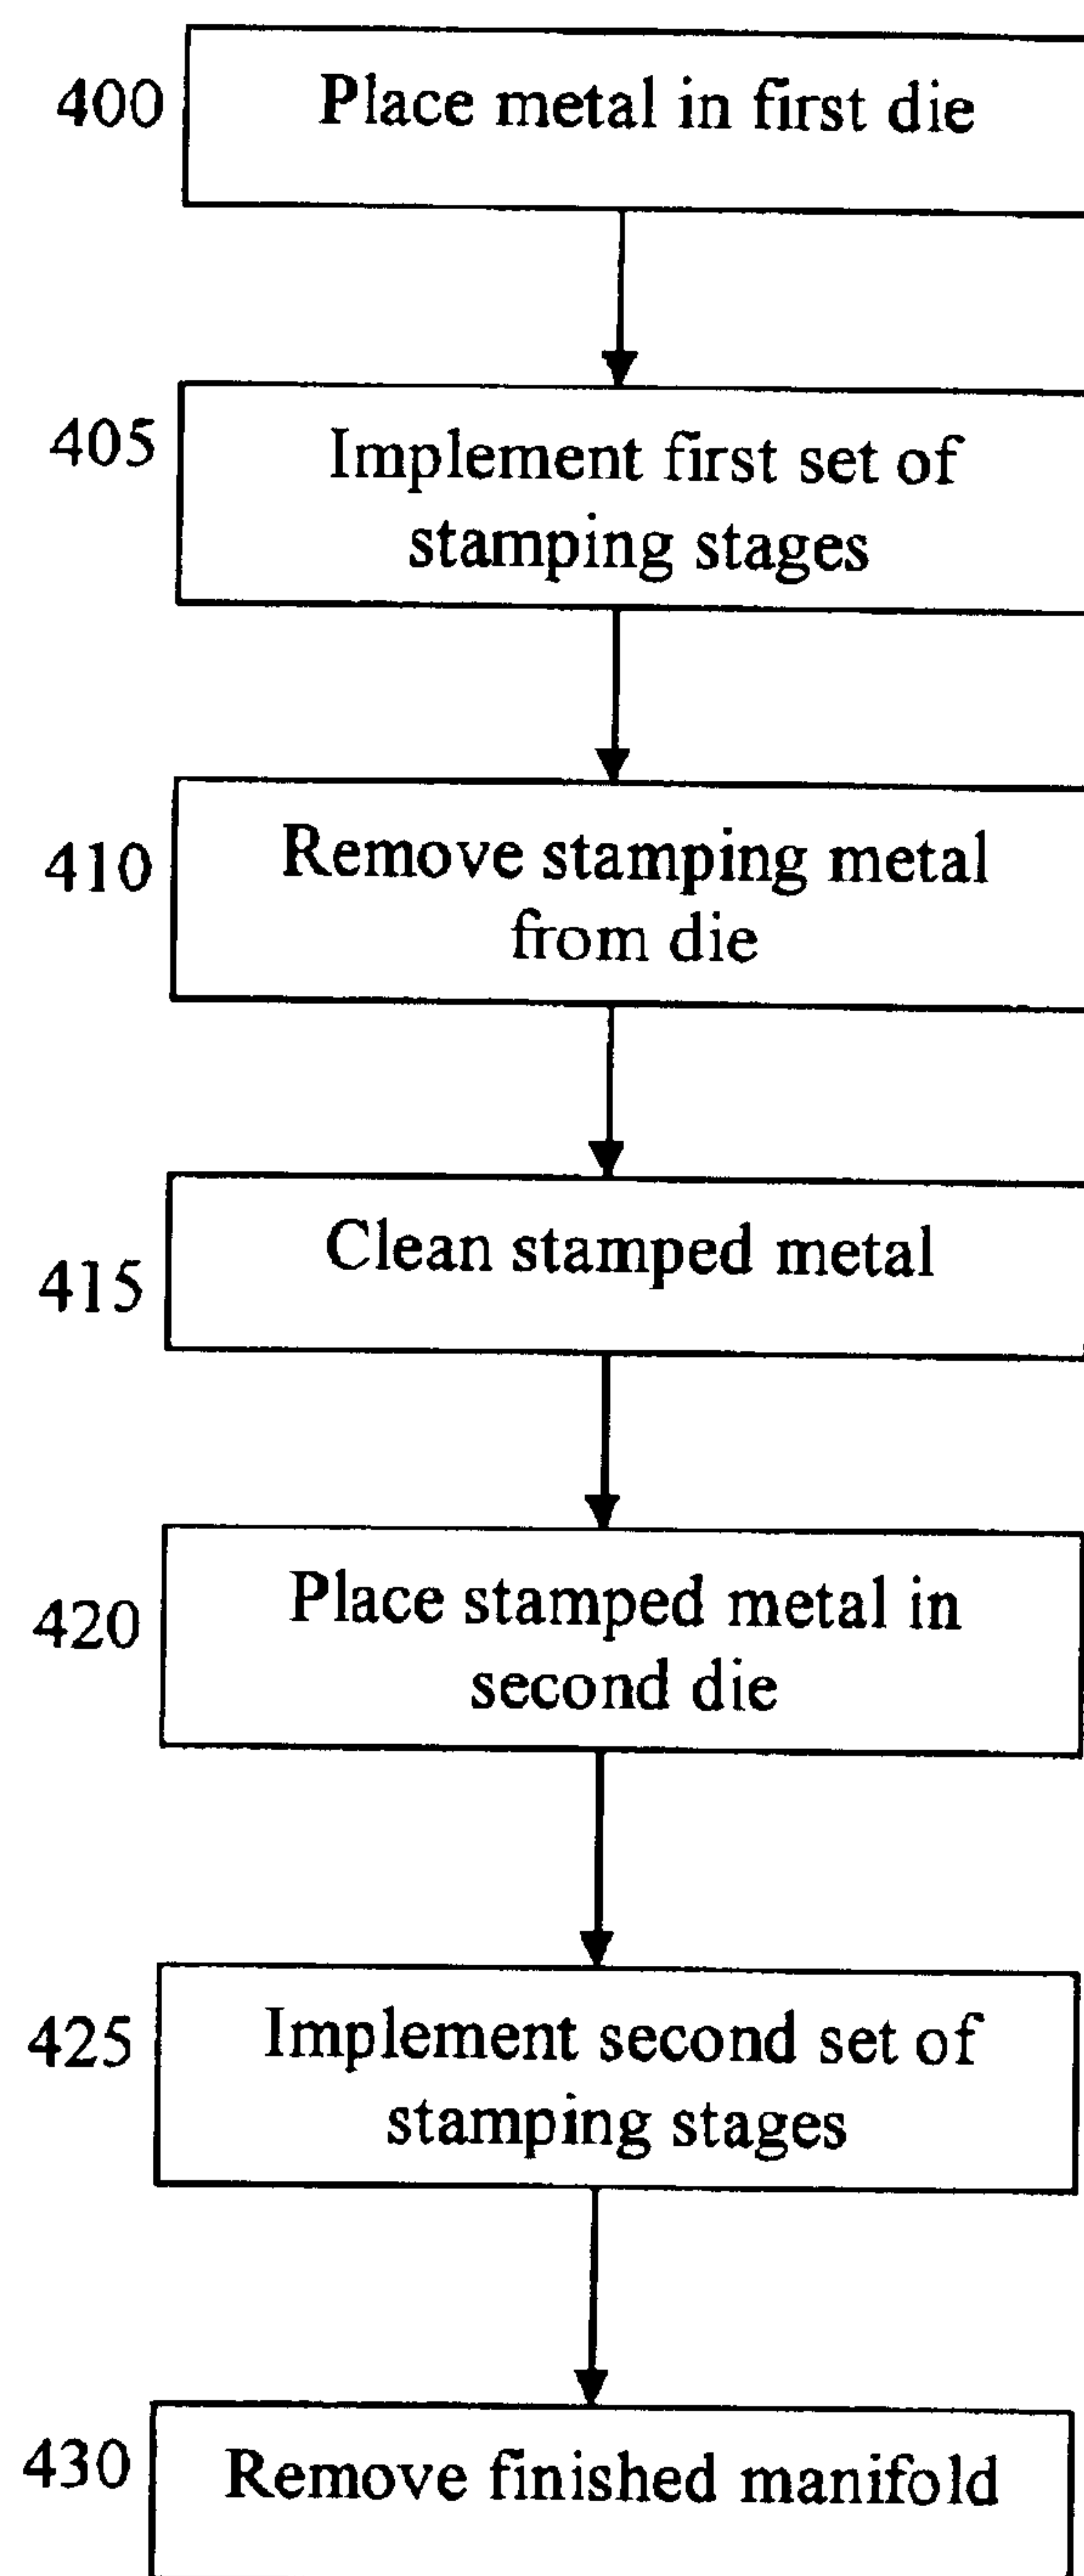 400
Place metal in first die
405
Implement first set of
stamping stages
410
Remove stamping metal
from die
415
Clean stamped metal
420
Place stamped metal in
second die
425
Implement second set of
stamping stages
430
Remove finished manifold